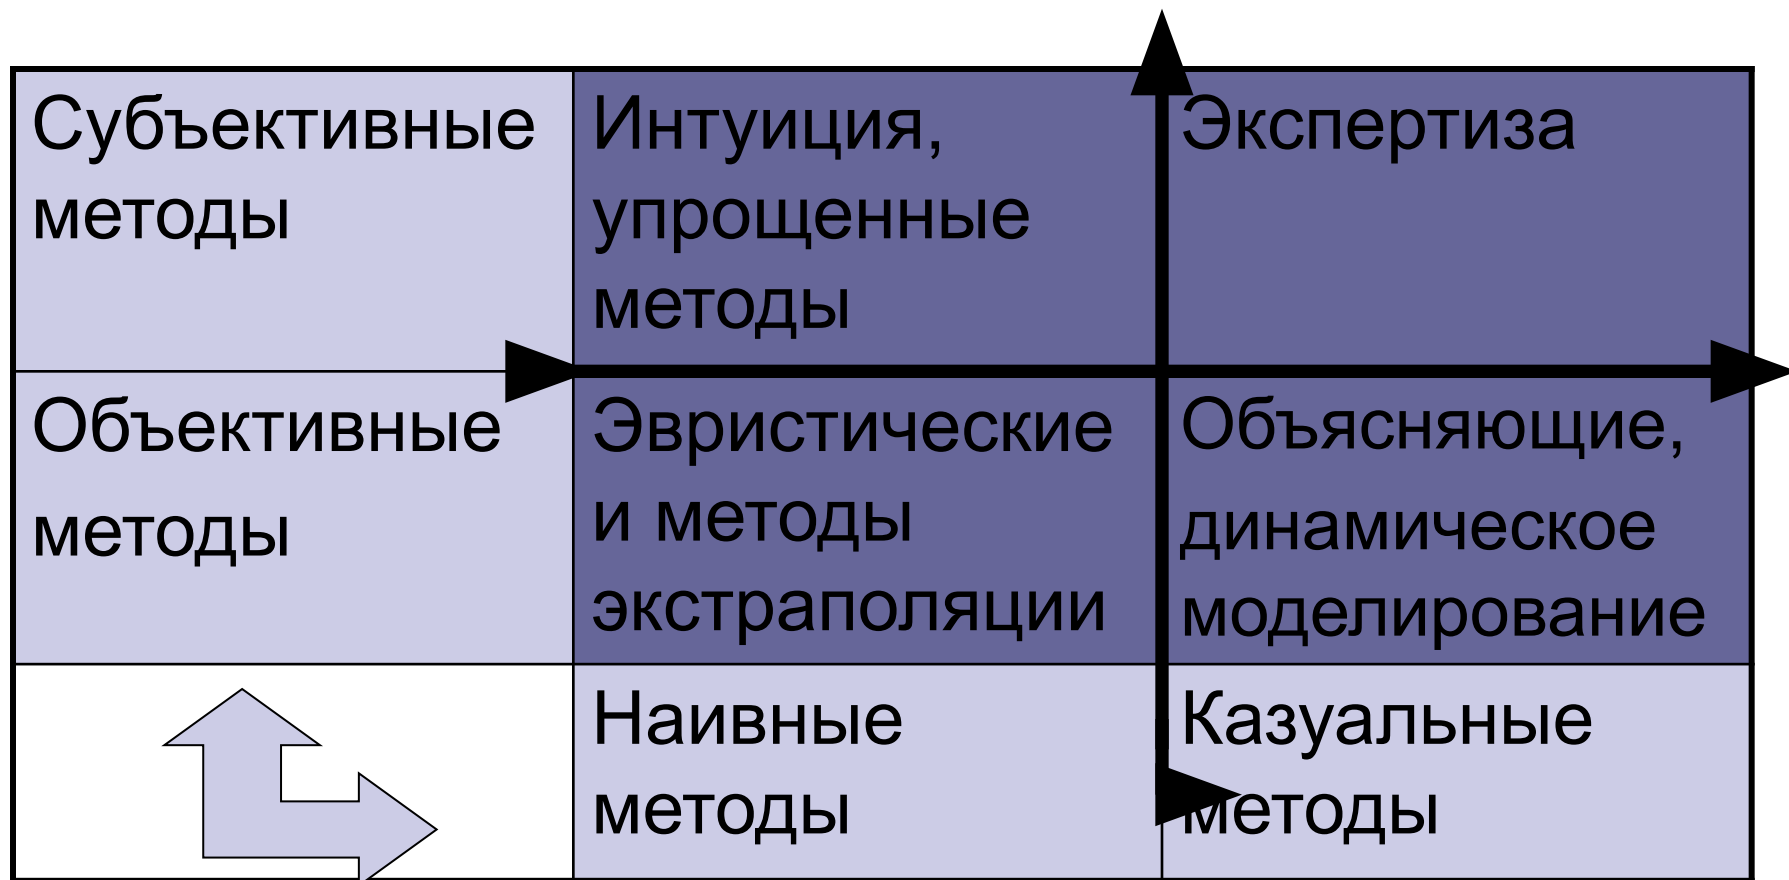 Субъективные
методы
Интуиция,
упрощенные
методы
Экспертиза
Объективные
методы
Эвристические
и методы
экстраполяции
Объясняющие,
динамическое
моделирование
Наивные
методы
Казуальные
методы